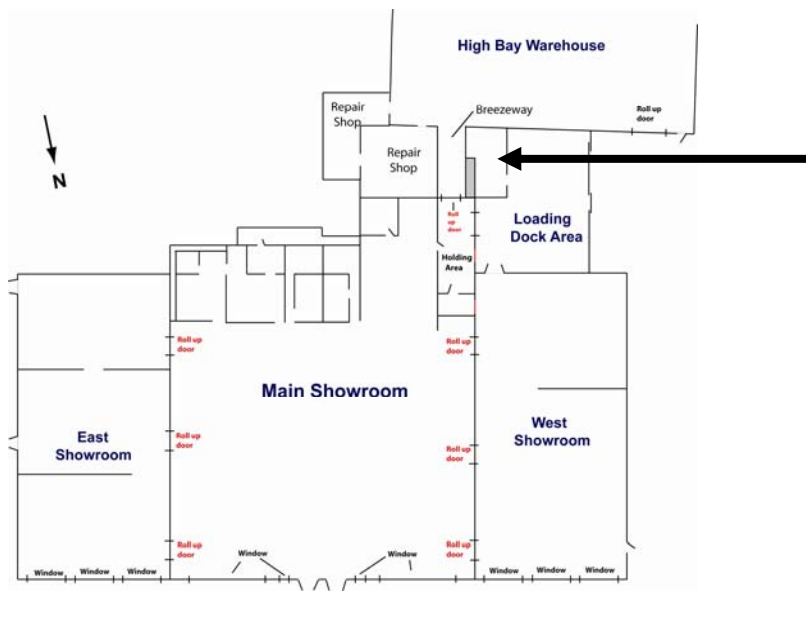 High Bay Warehouse
Repair
Shop
Breezeway
Roll up
door
Repair
Shop
N
Loading
Dock Area
Roll
up
door
Holding
Area
Roll up
door
Roll up
door
Main Showroom
East
Showroom
Roll up
door
West
Showroom
Roll up
door
Roll up
door
Window
Window
Roll up
door
Window
Window
Window
Window
Window
Window